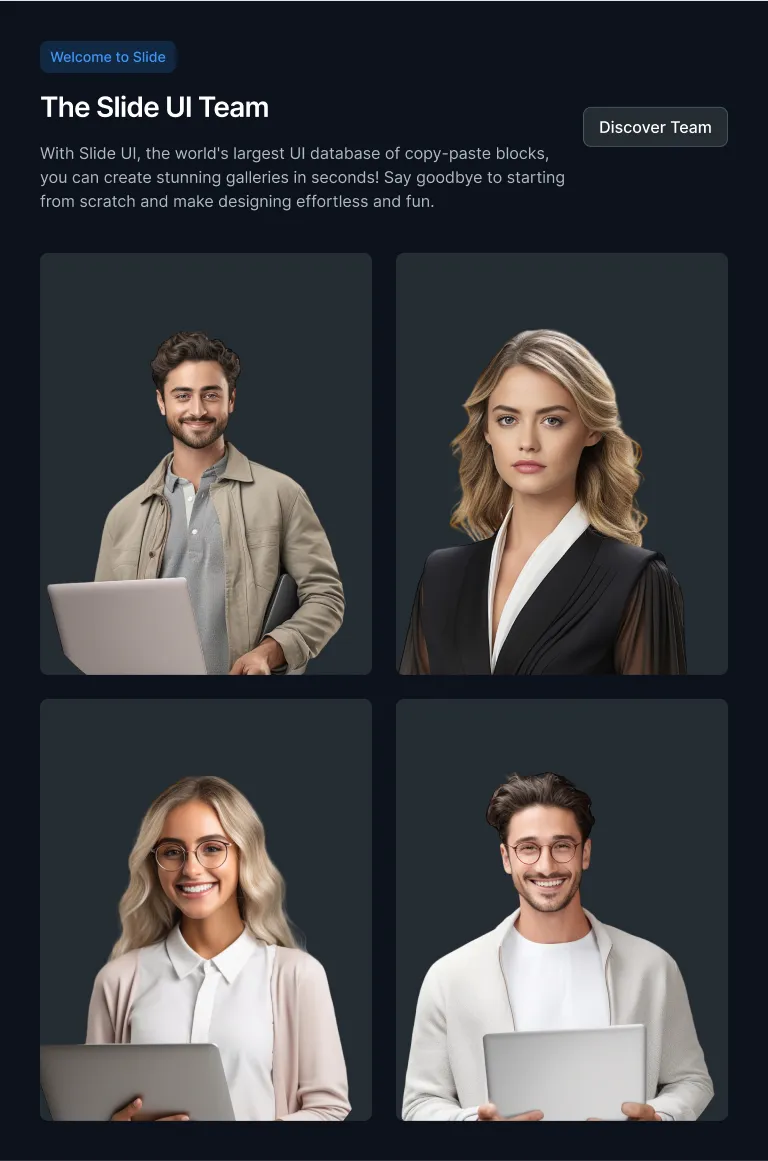 Welcome to Slide
The Slide UI Team
Discover Team
With Slide UI, the world's largest UI database of copy-paste blocks,
you can create stunning galleries in seconds! Say goodbye to starting
from scratch and make designing effortless and fun.